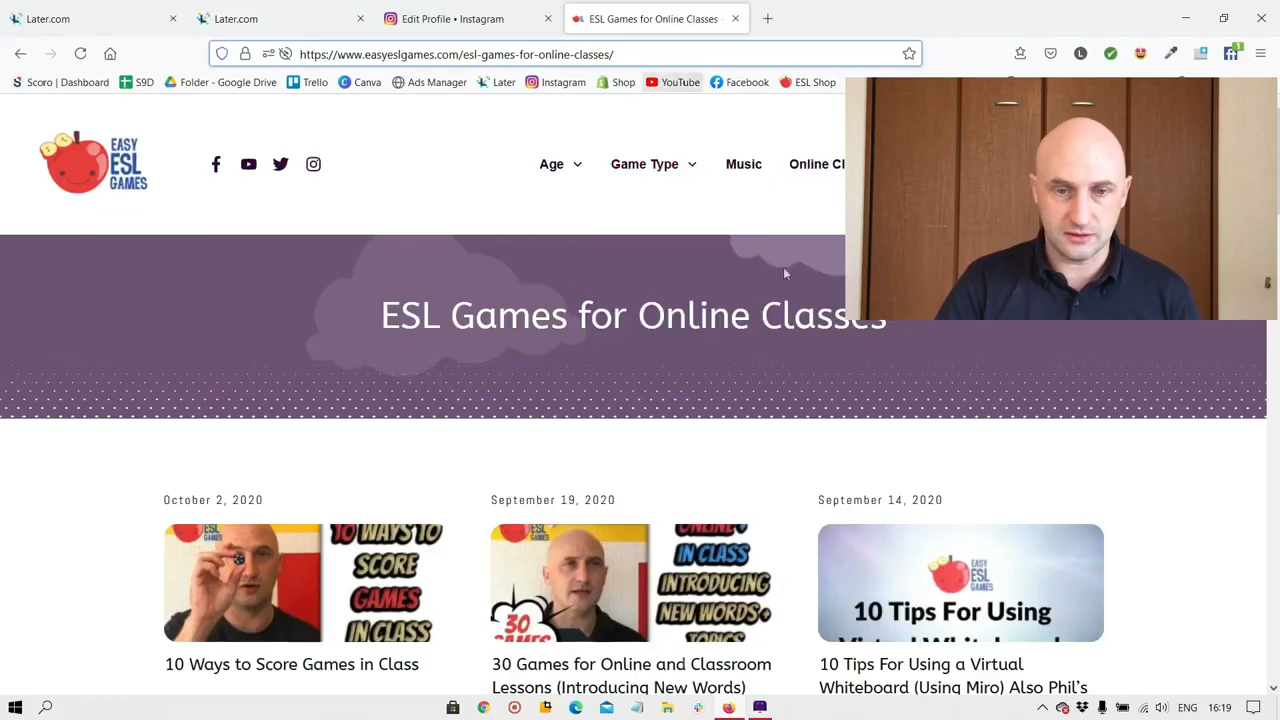 Later.com
Later.com
Edit Profile • Instagram
ESL Games for Online Classes
https://www.easyeslgames.com/esl-games-for-online-classes/
Scoro | Dashboard
S9D
Folder - Google Drive
Trello
Canva
Ads Manager
Later
Instagram
Shop
YouTube
Facebook
ESL Shop
EASY
ESL
GAMES
Age
Game Type
Music
Online Cl
ESL Games for Online Classes
October 2, 2020
September 19, 2020
September 14, 2020
10 WAYS TO
SCORE
GAMES
IN CLASS
30
GAMES
ONLINE +
IN CLASS
INTRODUCING
NEW WORDS +
TOPICS
EASY
ESL
GAMES
10 Tips For Using
Virtual Whiteboard
10 Ways to Score Games in Class
30 Games for Online and Classroom
Lessons (Introducing New Words)
10 Tips For Using a Virtual
Whiteboard (Using Miro) Also Phil's
ENG
16:19